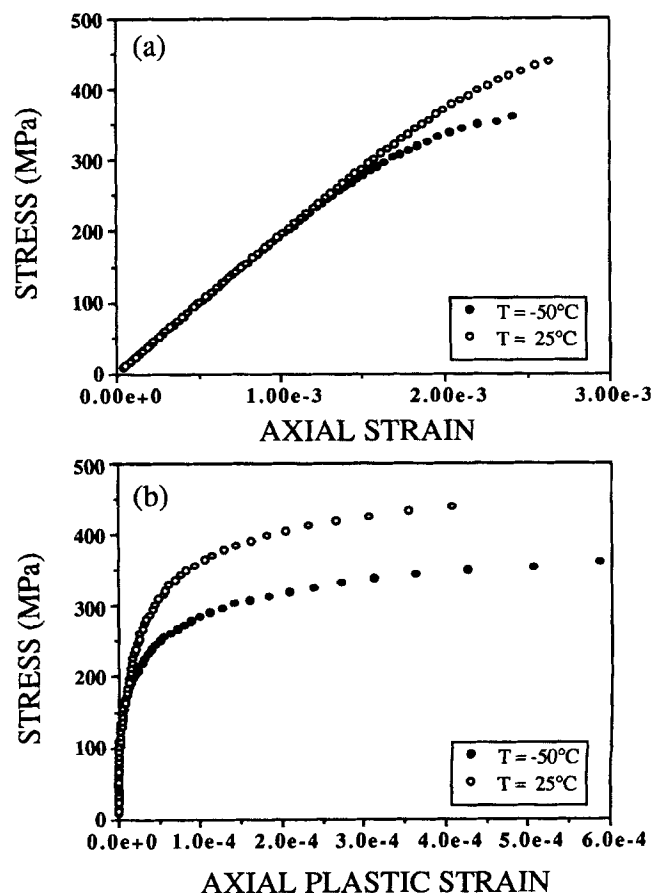 (a)
STRESS (MPa)
500
400
300
200
100
0
0.00e+0 1.00e-3 2.00e-3 3.00e-3
AXIAL STRAIN
T = -50°C
T = 25°C
(b)
STRESS (MPa)
500
400
300
200
100
0
0.0e+0 1.0e-4 2.0e-4 3.0e-4 4.0e-4 5.0e-4 6.0e-4
AXIAL PLASTIC STRAIN
T = -50°C
T = 25°C